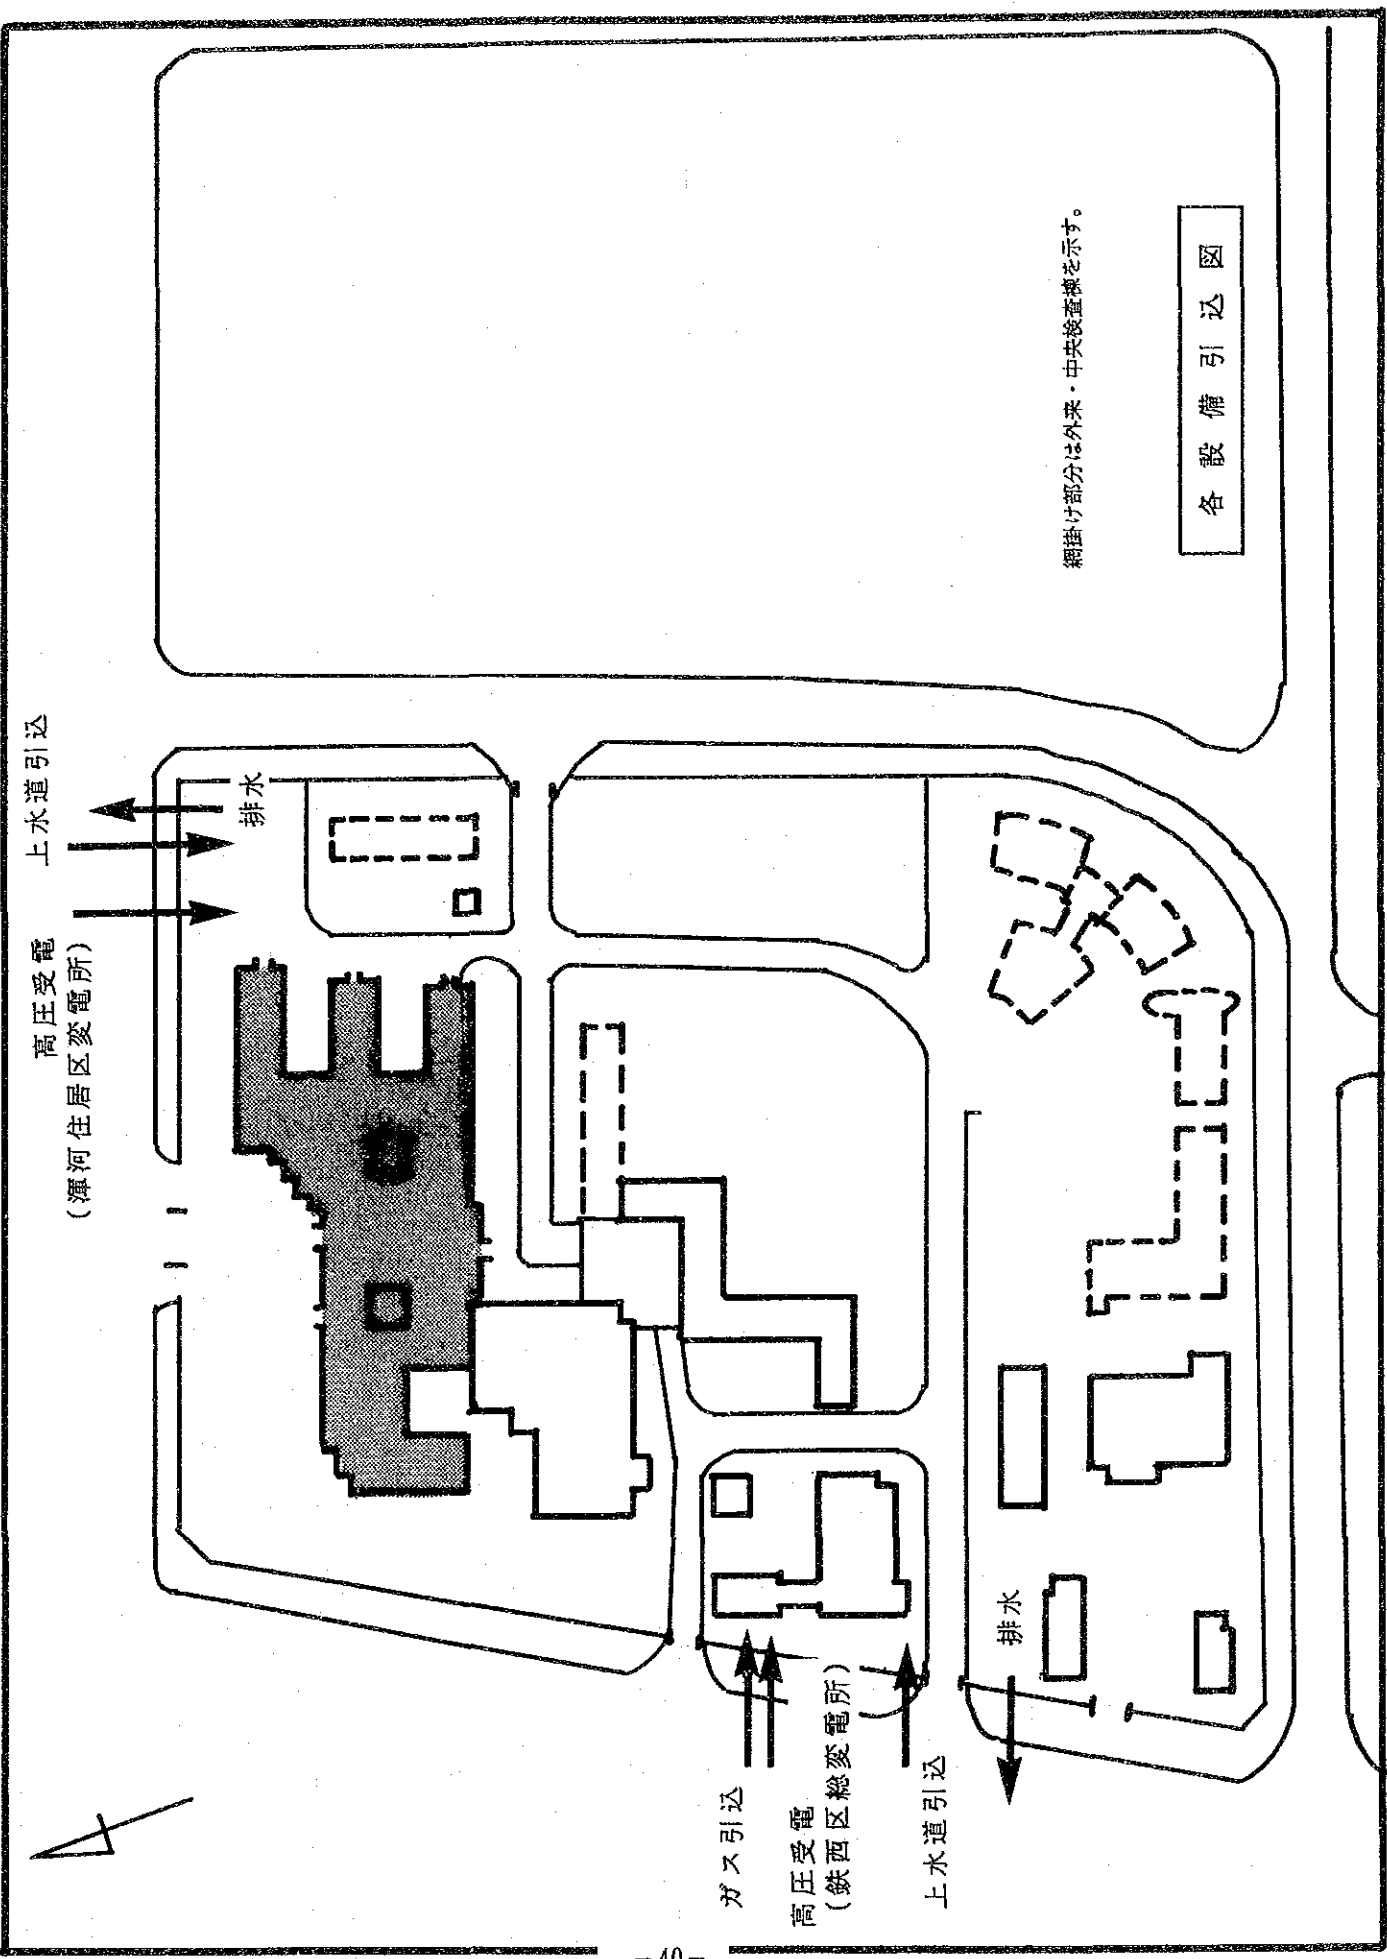 上水道引込
高圧受電
(渾河住居区変電所)
排水
ガス引込
高圧受電
(鉄西区総変電所)
上水道引込
排水
網掛け部分は外来・中央検査棟を示す。
各設備引込図
－40－